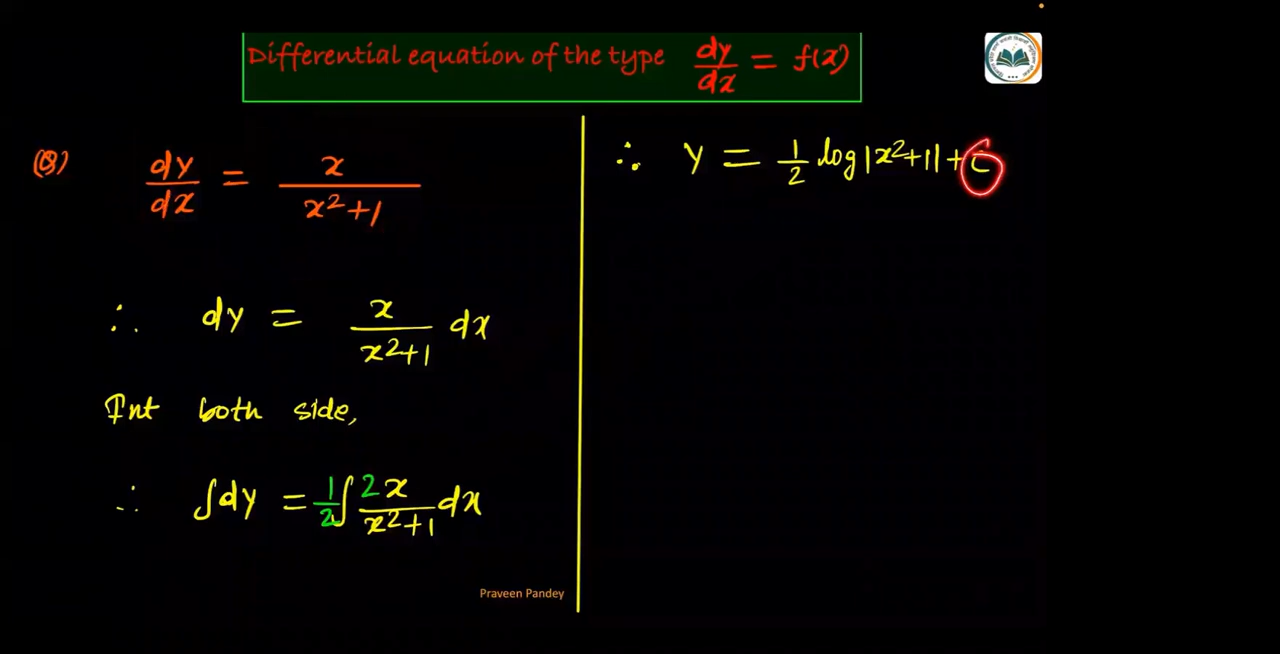 Differential equation of the type dy/dx = f(x)
(Q) dy/dx = x/(x²+1)
∴ dy = x/(x²+1) dx
Int both side,
∴ ∫dy = 1/2 ∫ 2x/(x²+1) dx
Praveen Pandey
∴ y = 1/2 log|x²+1| + C